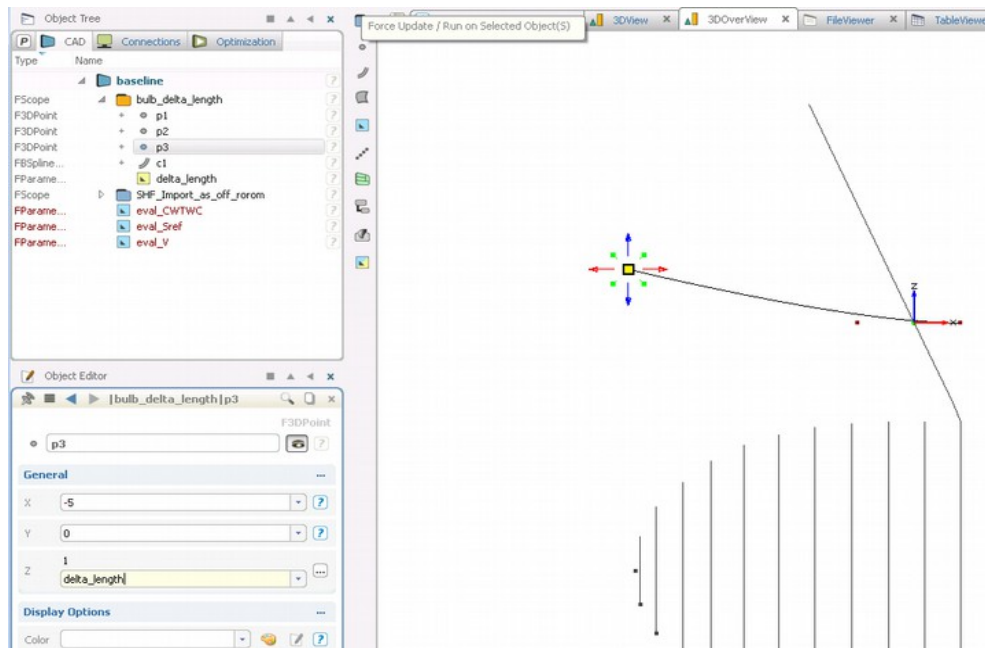 Object Tree
P CAD Connections Optimization
Type Name
baseline
FScope bulb_delta_length
F3DPoint p1
F3DPoint p2
F3DPoint p3
FBSpline... c1
FParame... delta_length
FScope SHF_Import_as_off_rorom
FParame... eval_CWTWC
FParame... eval_Sref
FParame... eval_V
Object Editor
|bulb_delta_length|p3
F3DPoint
p3 ?
General ...
X -5 ?
Y 0 ?
1
Z delta_length ...
Display Options ...
Color ?
Force Update / Run on Selected Object(S)
3DView x 3DOverView x FileViewer x TableViewe
z
x